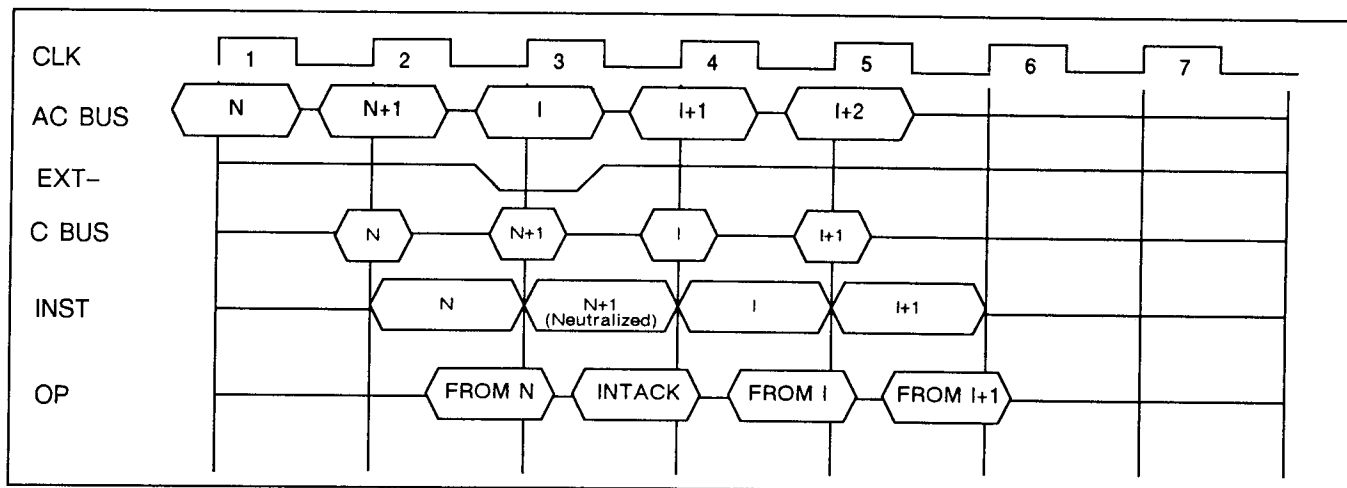 CLK 1 2 3 4 5 6 7
AC BUS N N+1 I I+1 I+2
EXT–
C BUS N N+1 I I+1
INST N N+1 (Neutralized) I I+1
OP FROM N INTACK FROM I FROM I+1